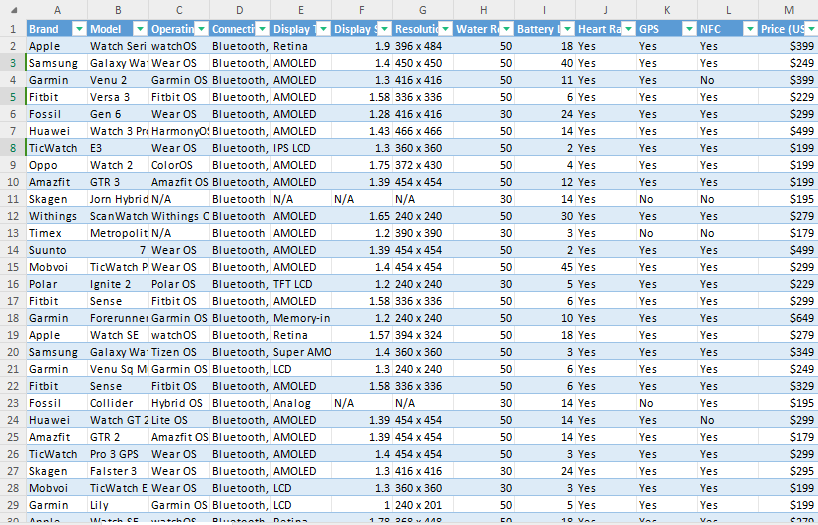 A B C D E F G H I J K L M
1 Brand Model Operatin Connecti Display T Display S Resolutio Water Re Battery L Heart Ra GPS NFC Price (US
2 Apple Watch Seri watchOS Bluetooth, Retina 1.9 396 x 484 50 18 Yes Yes Yes $399
3 Samsung Galaxy Wa Wear OS Bluetooth, AMOLED 1.4 450 x 450 50 40 Yes Yes Yes $249
4 Garmin Venu 2 Garmin OS Bluetooth, AMOLED 1.3 416 x 416 50 11 Yes Yes No $399
5 Fitbit Versa 3 Fitbit OS Bluetooth, AMOLED 1.58 336 x 336 50 6 Yes Yes Yes $229
6 Fossil Gen 6 Wear OS Bluetooth, AMOLED 1.28 416 x 416 30 24 Yes Yes Yes $299
7 Huawei Watch 3 Pr HarmonyOS Bluetooth, AMOLED 1.43 466 x 466 50 14 Yes Yes Yes $499
8 TicWatch E3 Wear OS Bluetooth, IPS LCD 1.3 360 x 360 50 2 Yes Yes Yes $199
9 Oppo Watch 2 ColorOS Bluetooth, AMOLED 1.75 372 x 430 50 4 Yes Yes Yes $199
10 Amazfit GTR 3 Amazfit OS Bluetooth, AMOLED 1.39 454 x 454 50 12 Yes Yes Yes $199
11 Skagen Jorn Hybrid N/A Bluetooth N/A N/A N/A 30 14 Yes No No $195
12 Withings ScanWatch Withings O Bluetooth, AMOLED 1.65 240 x 240 50 30 Yes Yes Yes $279
13 Timex Metropolit N/A Bluetooth AMOLED 1.2 390 x 390 30 3 Yes No No $179
14 Suunto 7 Wear OS Bluetooth, AMOLED 1.39 454 x 454 50 2 Yes Yes Yes $499
15 Mobvoi TicWatch P Wear OS Bluetooth, AMOLED 1.4 454 x 454 50 45 Yes Yes Yes $299
16 Polar Ignite 2 Polar OS Bluetooth, TFT LCD 1.2 240 x 240 30 5 Yes Yes Yes $229
17 Fitbit Sense Fitbit OS Bluetooth, AMOLED 1.58 336 x 336 50 6 Yes Yes Yes $299
18 Garmin Forerunner Garmin OS Bluetooth, Memory-in 1.2 240 x 240 50 10 Yes Yes Yes $649
19 Apple Watch SE watchOS Bluetooth, Retina 1.57 394 x 324 50 18 Yes Yes Yes $279
20 Samsung Galaxy Wa Tizen OS Bluetooth, Super AMO 1.4 360 x 360 50 3 Yes Yes Yes $349
21 Garmin Venu Sq M Garmin OS Bluetooth, LCD 1.3 240 x 240 50 6 Yes Yes Yes $249
22 Fitbit Sense Fitbit OS Bluetooth, AMOLED 1.58 336 x 336 50 6 Yes Yes Yes $329
23 Fossil Collider Hybrid OS Bluetooth, Analog N/A N/A 30 14 Yes No Yes $195
24 Huawei Watch GT 2 Lite OS Bluetooth, AMOLED 1.39 454 x 454 50 14 Yes Yes No $299
25 Amazfit GTR 2 Amazfit OS Bluetooth, AMOLED 1.39 454 x 454 50 14 Yes Yes Yes $179
26 TicWatch Pro 3 GPS Wear OS Bluetooth, AMOLED 1.4 454 x 454 30 3 Yes Yes Yes $299
27 Skagen Falster 3 Wear OS Bluetooth, AMOLED 1.3 416 x 416 30 24 Yes Yes Yes $295
28 Mobvoi TicWatch E Wear OS Bluetooth, LCD 1.3 360 x 360 30 3 Yes Yes Yes $199
29 Garmin Lily Garmin OS Bluetooth, LCD 1 240 x 201 50 5 Yes Yes Yes $199
30 Apple Watch SE watchOS Bluetooth, Retina 1.78 368 x 448 50 18 Yes Yes Yes $279